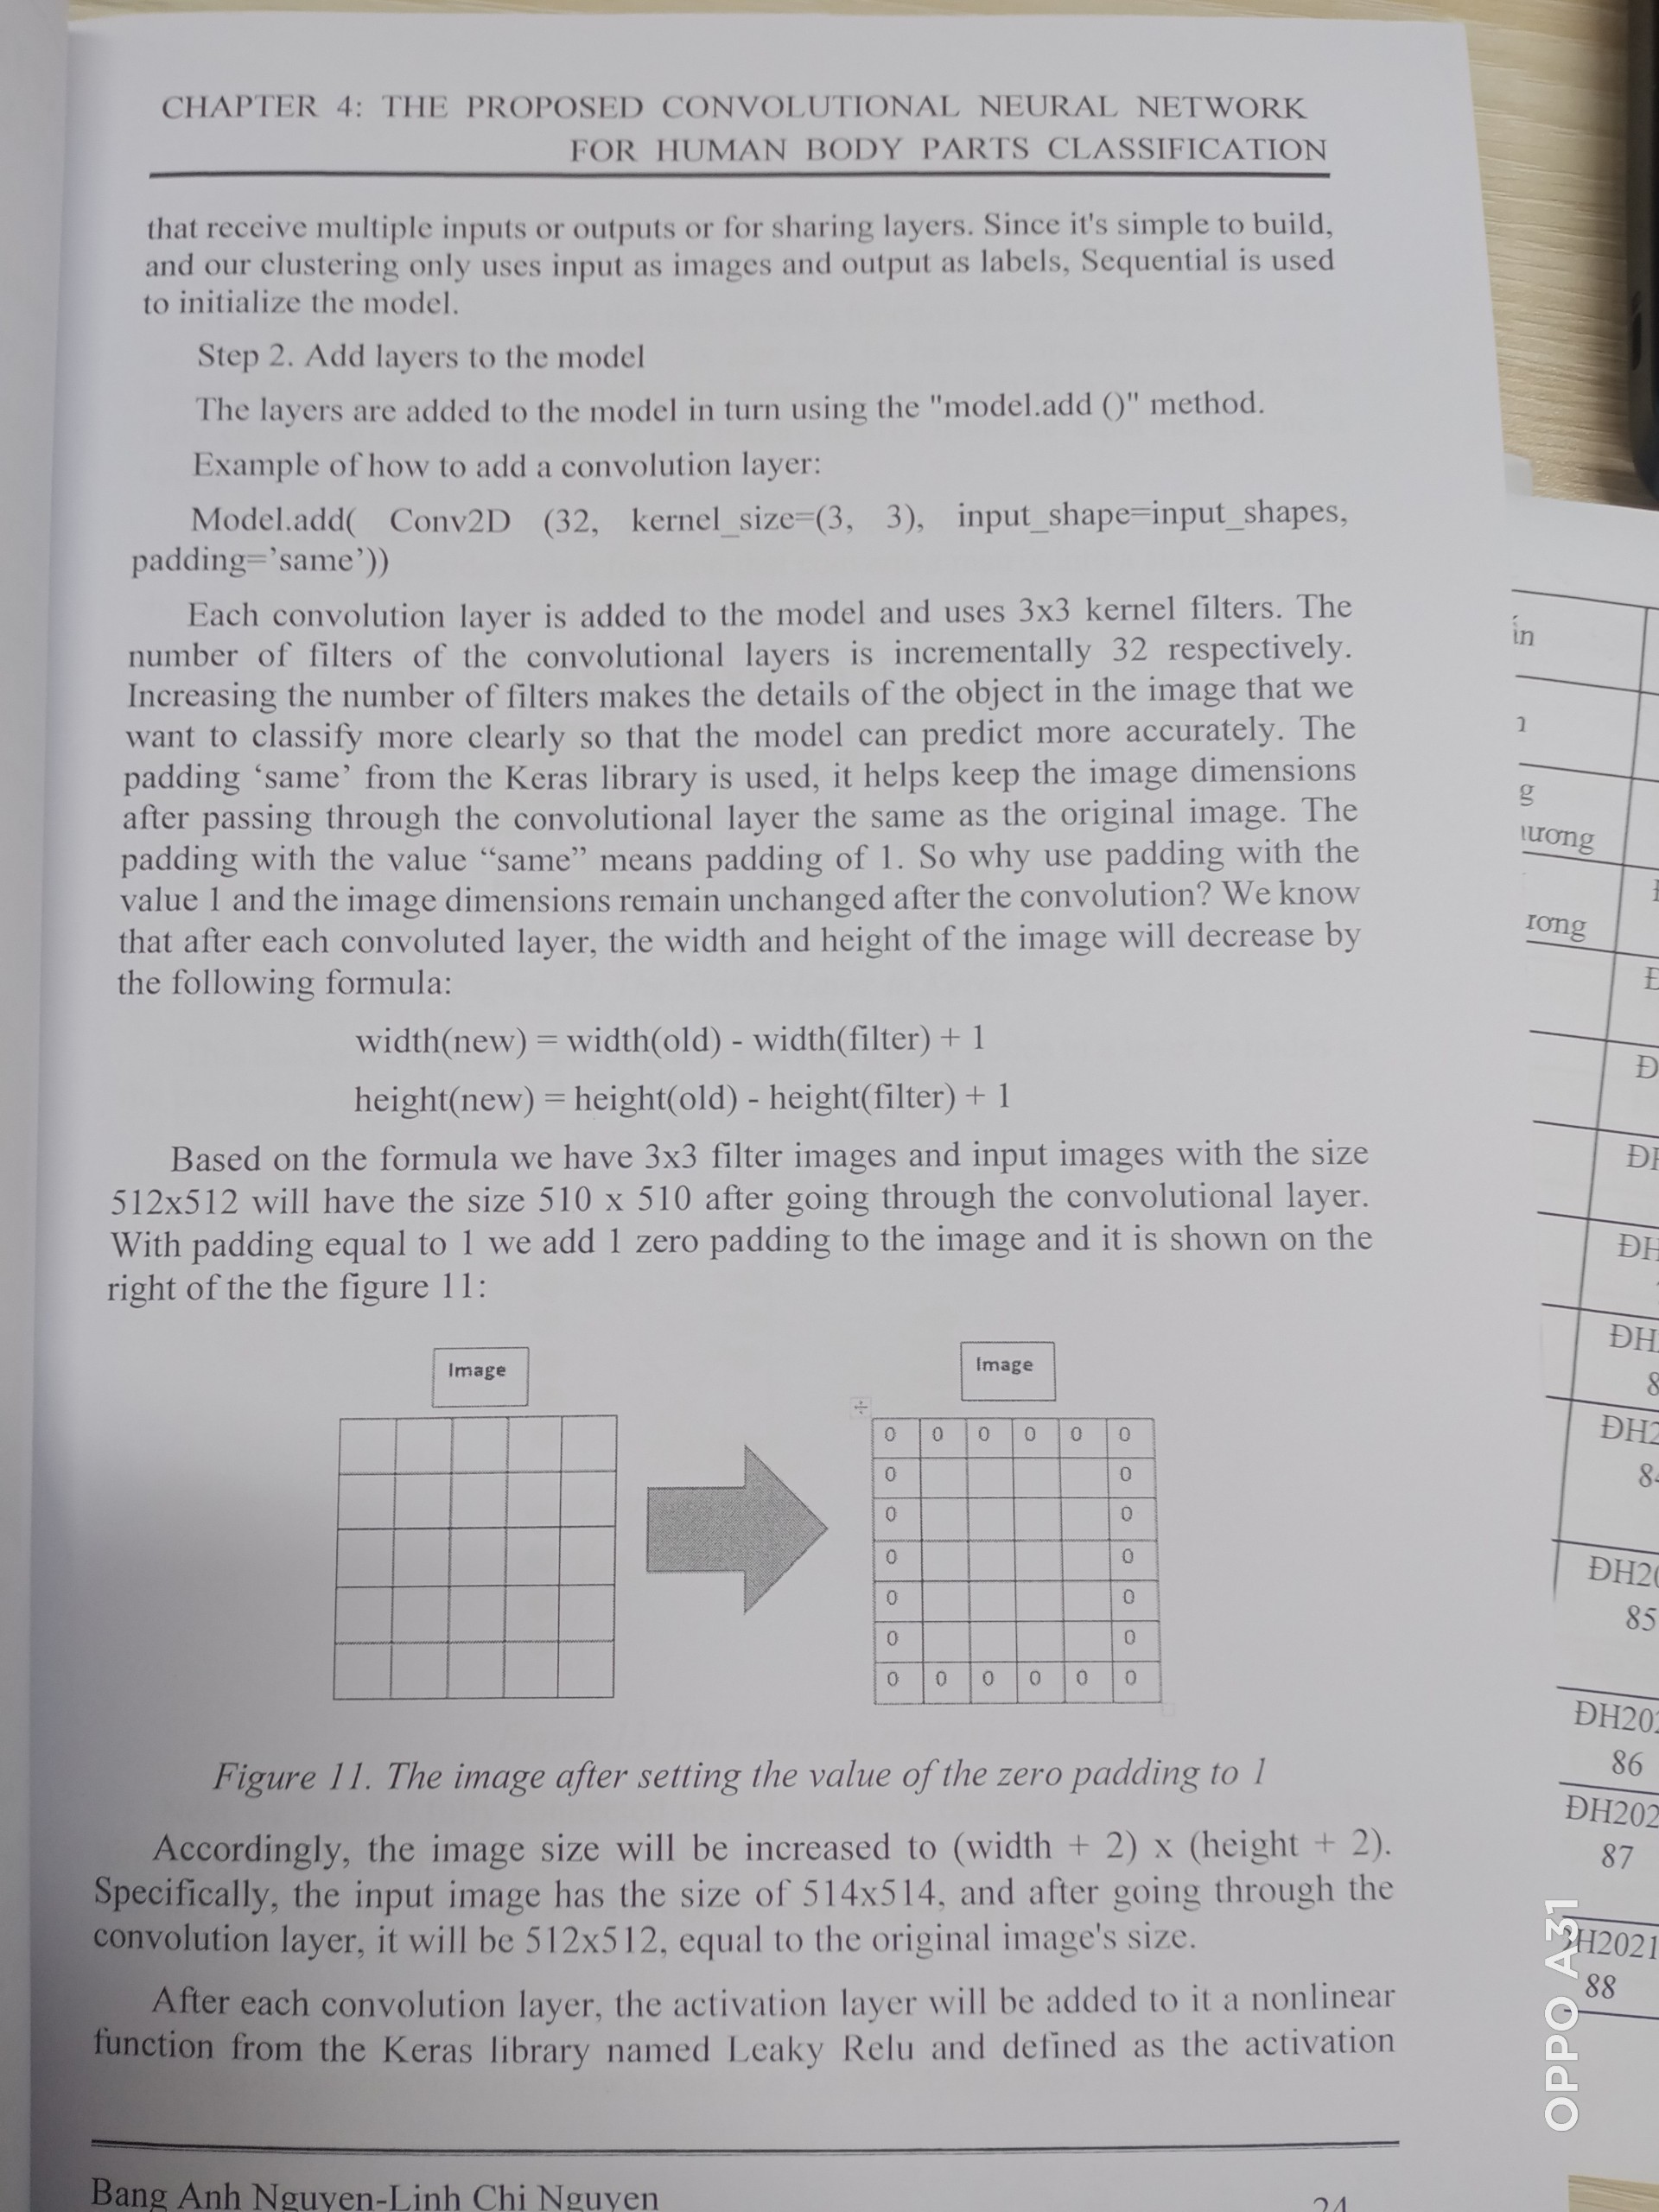 CHAPTER 4: THE PROPOSED CONVOLUTIONAL NEURAL NETWORK
FOR HUMAN BODY PARTS CLASSIFICATION
that receive multiple inputs or outputs or for sharing layers. Since it's simple to build,
and our clustering only uses input as images and output as labels, Sequential is used
to initialize the model.
Step 2. Add layers to the model
The layers are added to the model in turn using the "model.add ()" method.
Example of how to add a convolution layer:
Model.add( Conv2D (32, kernel_size=(3, 3), input_shape=input_shapes,
padding=’same’))
Each convolution layer is added to the model and uses 3x3 kernel filters. The
number of filters of the convolutional layers is incrementally 32 respectively.
Increasing the number of filters makes the details of the object in the image that we
want to classify more clearly so that the model can predict more accurately. The
padding ‘same’ from the Keras library is used, it helps keep the image dimensions
after passing through the convolutional layer the same as the original image. The
padding with the value “same” means padding of 1. So why use padding with the
value 1 and the image dimensions remain unchanged after the convolution? We know
that after each convoluted layer, the width and height of the image will decrease by
the following formula:
width(new) = width(old) - width(filter) + 1
height(new) = height(old) - height(filter) + 1
Based on the formula we have 3x3 filter images and input images with the size
512x512 will have the size 510 x 510 after going through the convolutional layer.
With padding equal to 1 we add 1 zero padding to the image and it is shown on the
right of the the figure 11:
Image
Image
0 0 0 0 0 0
0 0
0 0
0 0
0 0
0 0
0 0 0 0 0 0
Figure 11. The image after setting the value of the zero padding to 1
Accordingly, the image size will be increased to (width + 2) x (height + 2).
Specifically, the input image has the size of 514x514, and after going through the
convolution layer, it will be 512x512, equal to the original image's size.
After each convolution layer, the activation layer will be added to it a nonlinear
function from the Keras library named Leaky Relu and defined as the activation
Bang Anh Nguyen-Linh Chi Nguyen 24
g
ĐH
ĐH
85
86
ĐH202
87
H2021
88
OPPO A31